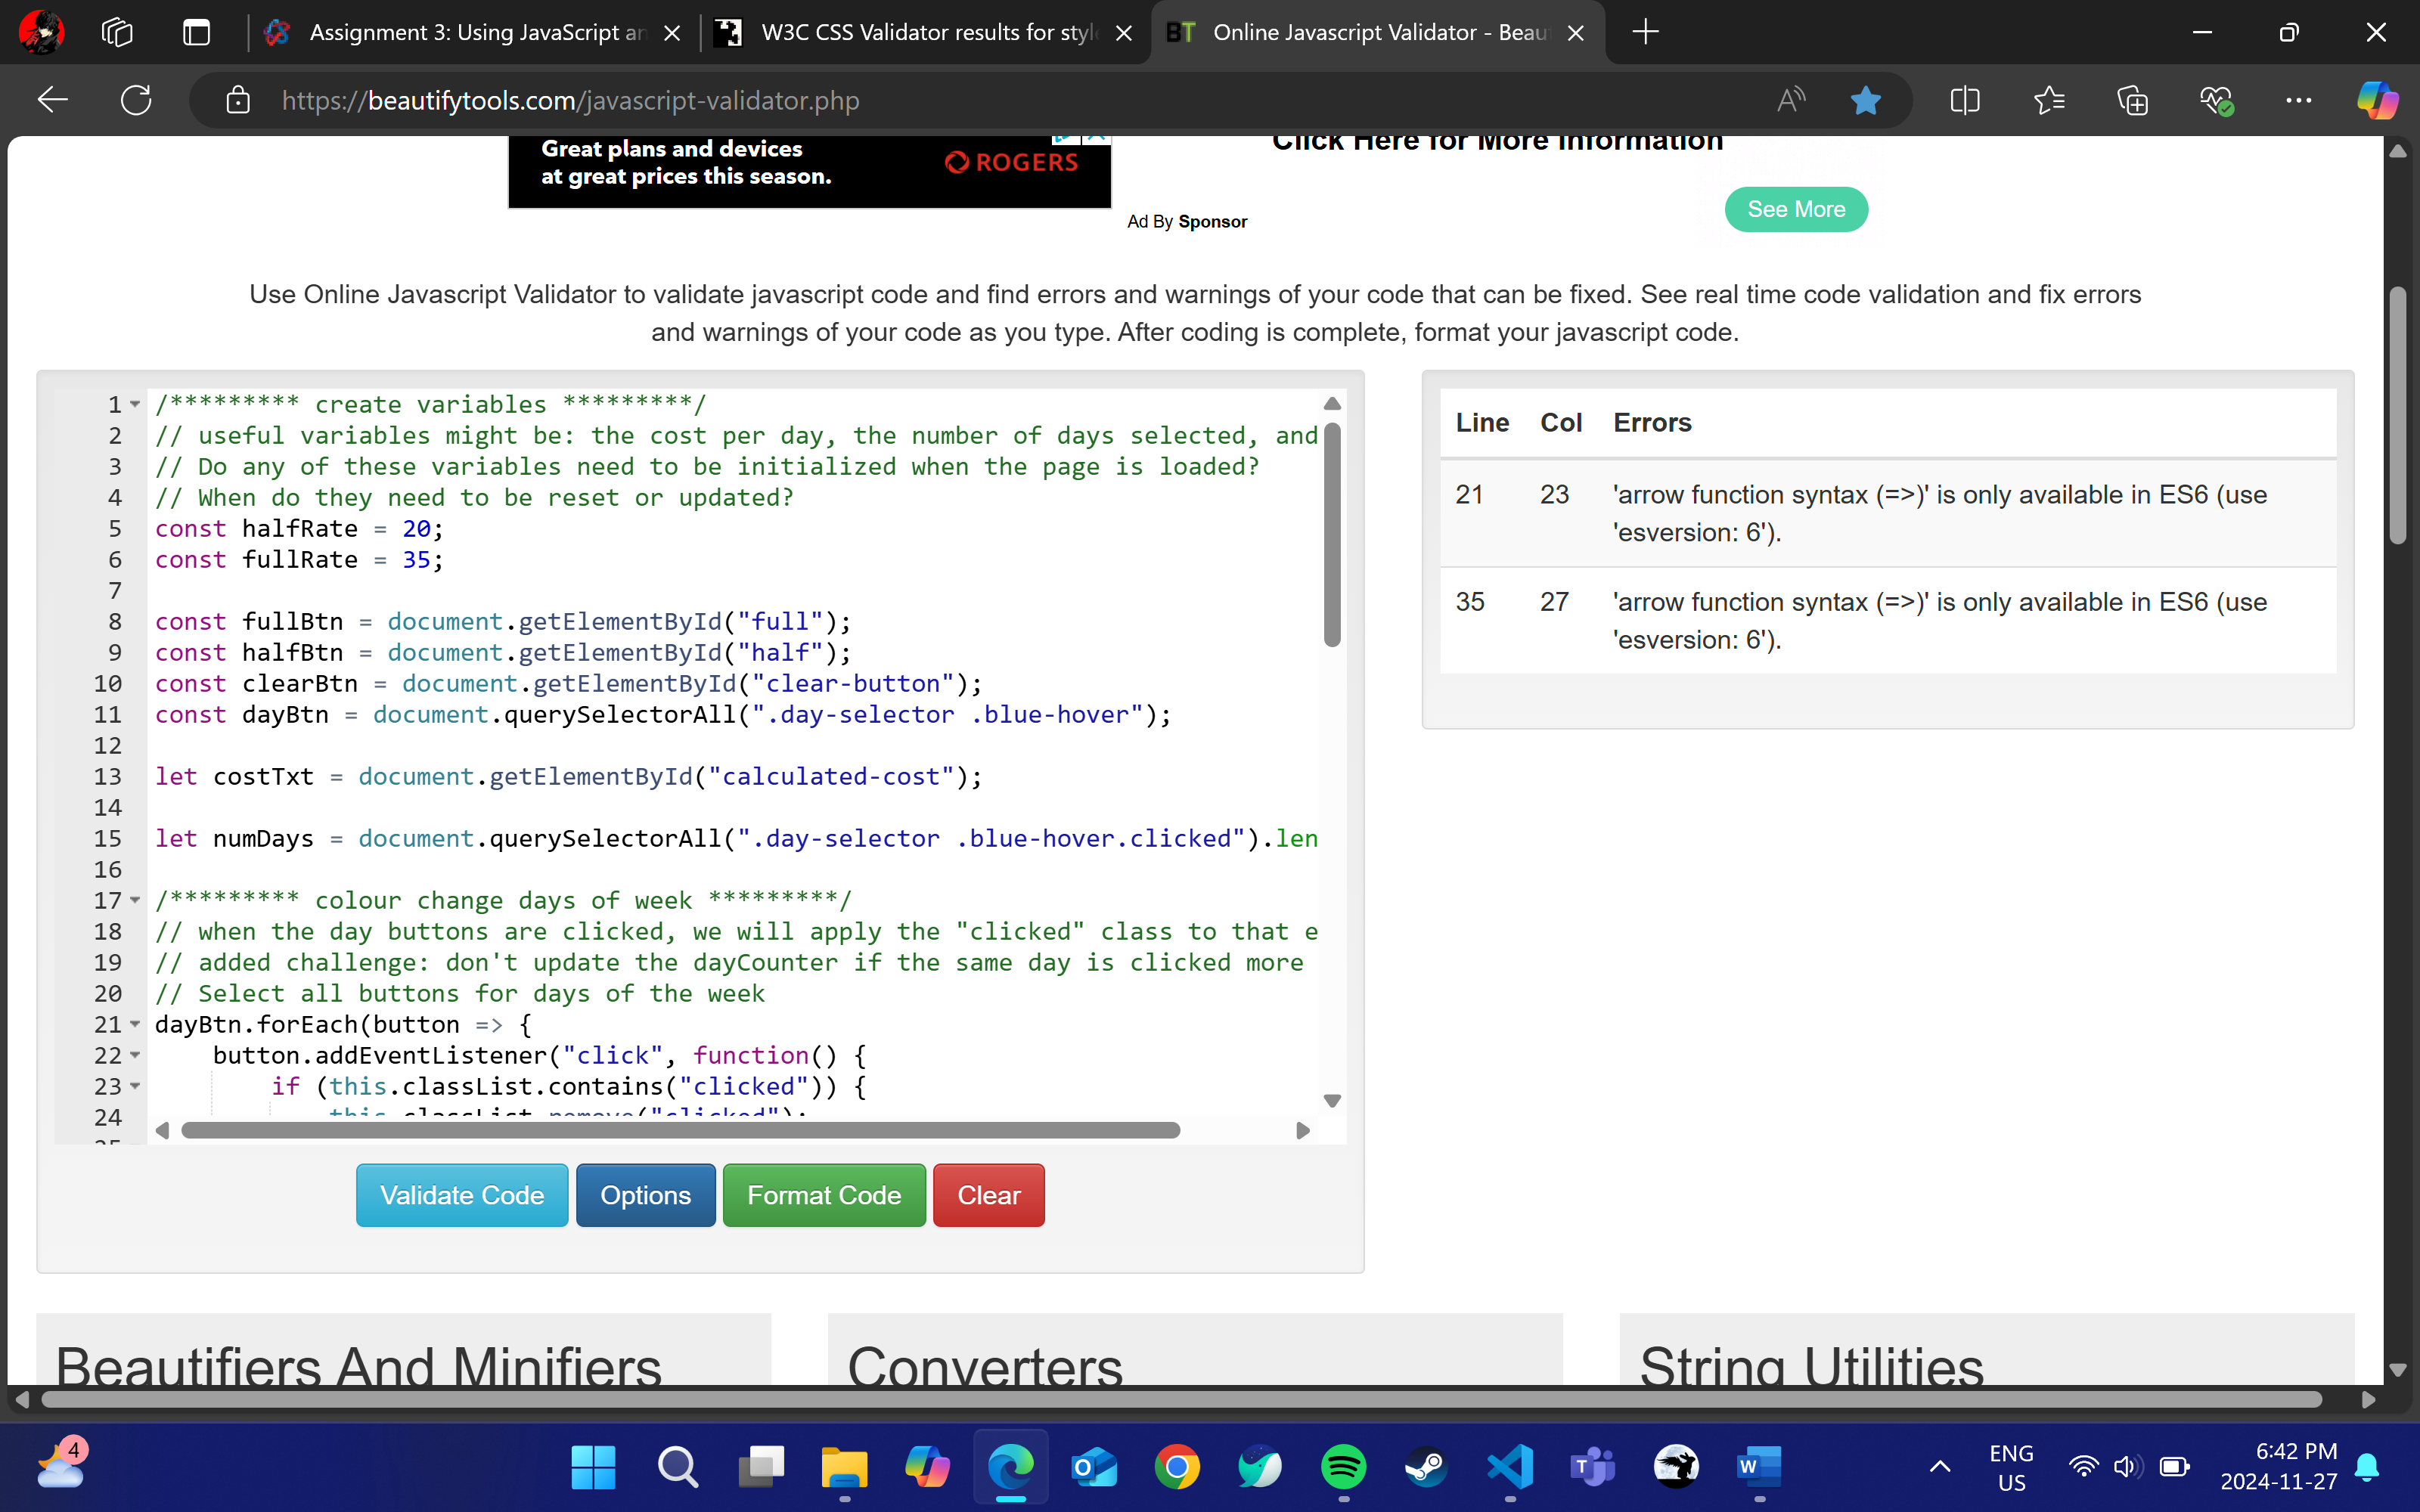 Assignment 3: Using JavaScript an
W3C CSS Validator results for style
BT Online Javascript Validator - Beau
https://beautifytools.com/javascript-validator.php
Great plans and devices
at great prices this season.
ROGERS
Click Here for More Information
See More
Ad By Sponsor
Use Online Javascript Validator to validate javascript code and find errors and warnings of your code that can be fixed. See real time code validation and fix errors
and warnings of your code as you type. After coding is complete, format your javascript code.
1 /********* create variables *********/
2 // useful variables might be: the cost per day, the number of days selected, and
3 // Do any of these variables need to be initialized when the page is loaded?
4 // When do they need to be reset or updated?
5 const halfRate = 20;
6 const fullRate = 35;
7
8 const fullBtn = document.getElementById("full");
9 const halfBtn = document.getElementById("half");
10 const clearBtn = document.getElementById("clear-button");
11 const dayBtn = document.querySelectorAll(".day-selector .blue-hover");
12
13 let costTxt = document.getElementById("calculated-cost");
14
15 let numDays = document.querySelectorAll(".day-selector .blue-hover.clicked").len
16
17 /********* colour change days of week *********/
18 // when the day buttons are clicked, we will apply the "clicked" class to that e
19 // added challenge: don't update the dayCounter if the same day is clicked more
20 // Select all buttons for days of the week
21 dayBtn.forEach(button => {
22 button.addEventListener("click", function() {
23 if (this.classList.contains("clicked")) {
24 this.classList.remove("clicked");
25
Line Col Errors
21 23 'arrow function syntax (=>)' is only available in ES6 (use
'esversion: 6').
35 27 'arrow function syntax (=>)' is only available in ES6 (use
'esversion: 6').
Validate Code
Options
Format Code
Clear
Beautifiers And Minifiers
Converters
String Utilities
4
ENG
US
6:42 PM
2024-11-27